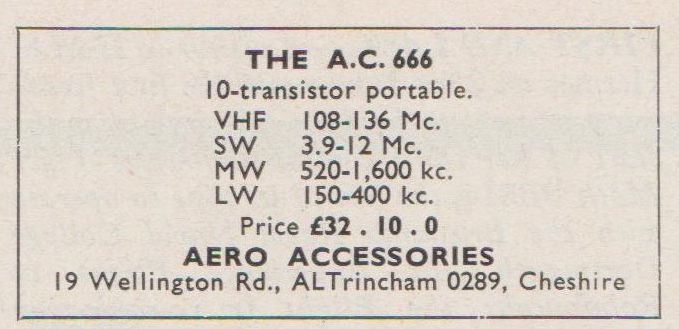 THE A.C. 666
10-transistor portable.
VHF 108-136 Mc.
SW 3.9-12 Mc.
MW 520-1,600 kc.
LW 150-400 kc.
Price £32 . 10 . 0
AERO ACCESSORIES
19 Wellington Rd., ALTrincham 0289, Cheshire